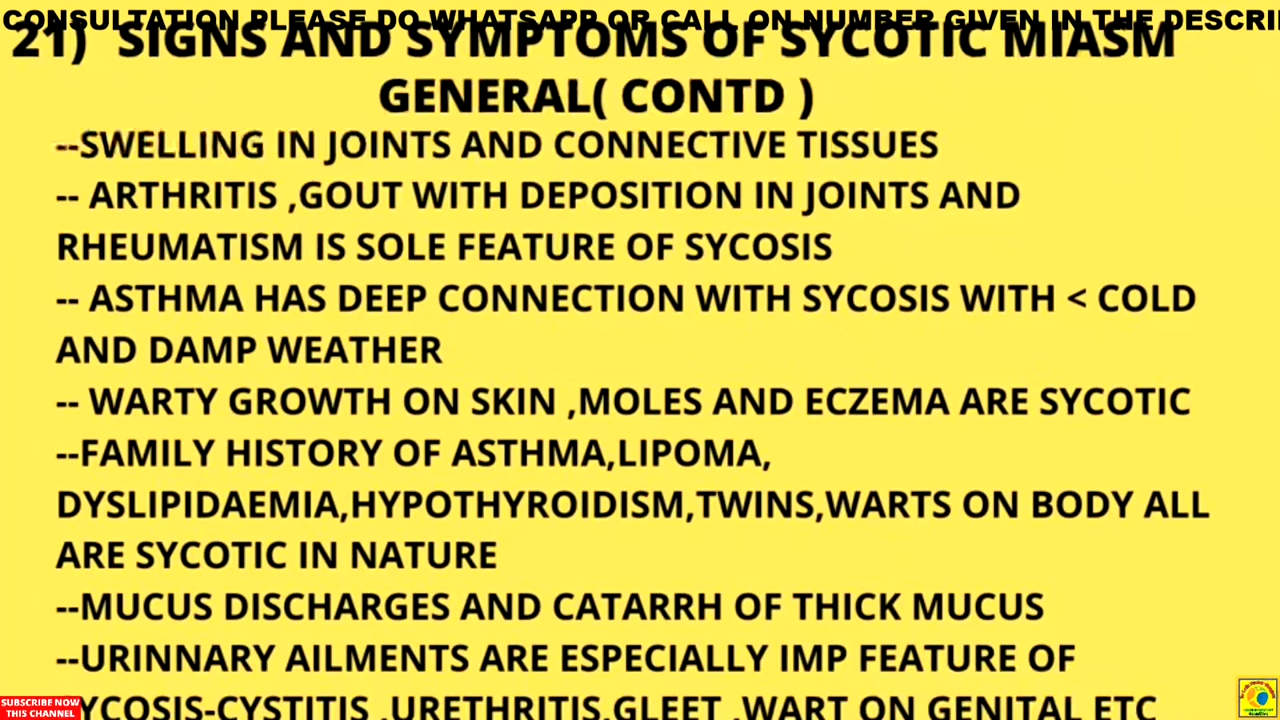 CONSULTATION PLEASE DO WHATSAPP OR CALL ON NUMBER GIVEN IN THE DESCRI
21) SIGNS AND SYMPTOMS OF SYCOTIC MIASM
GENERAL( CONTD )
--SWELLING IN JOINTS AND CONNECTIVE TISSUES
-- ARTHRITIS ,GOUT WITH DEPOSITION IN JOINTS AND
RHEUMATISM IS SOLE FEATURE OF SYCOSIS
-- ASTHMA HAS DEEP CONNECTION WITH SYCOSIS WITH < COLD
AND DAMP WEATHER
-- WARTY GROWTH ON SKIN ,MOLES AND ECZEMA ARE SYCOTIC
--FAMILY HISTORY OF ASTHMA,LIPOMA,
DYSLIPIDAEMIA,HYPOTHYROIDISM,TWINS,WARTS ON BODY ALL
ARE SYCOTIC IN NATURE
--MUCUS DISCHARGES AND CATARRH OF THICK MUCUS
--URINNARY AILMENTS ARE ESPECIALLY IMP FEATURE OF
YCOSIS-CYSTITIS ,URETHRITIS,GLEET ,WART ON GENITAL ETC
SUBSCRIBE NOW
THIS CHANNEL